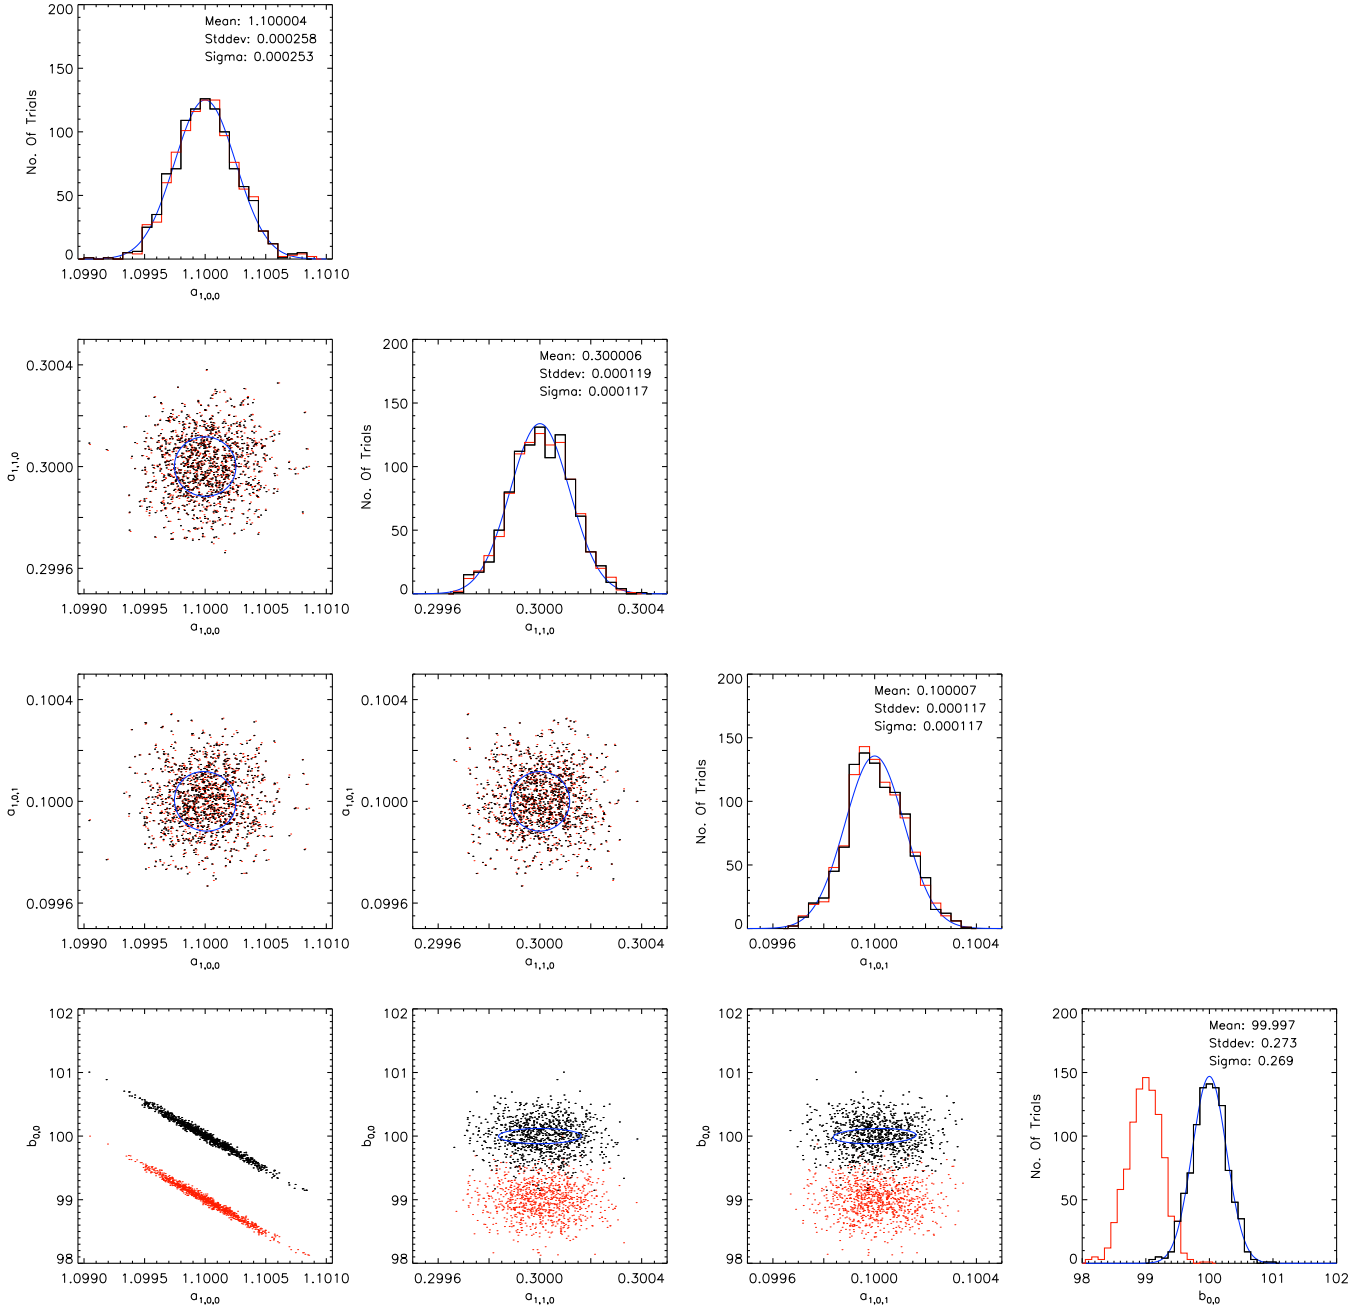 200
150
100
50
0
No. Of Trials
Mean: 1.100004
Stddev: 0.000258
Sigma: 0.000253
1.0990 1.0995 1.1000 1.1005 1.1010
a1,0,0
0.3004
0.3000
0.2996
a1,1,0
1.0990 1.0995 1.1000 1.1005 1.1010
a1,0,0
200
150
100
50
0
No. Of Trials
Mean: 0.300006
Stddev: 0.000119
Sigma: 0.000117
0.2996 0.3000 0.3004
a1,1,0
0.1004
0.1000
0.0996
a1,0,1
1.0990 1.0995 1.1000 1.1005 1.1010
a1,0,0
0.1004
0.1000
0.0996
a1,0,1
0.2996 0.3000 0.3004
a1,1,0
200
150
100
50
0
No. Of Trials
Mean: 0.100007
Stddev: 0.000117
Sigma: 0.000117
0.0996 0.1000 0.1004
a1,0,1
102
101
100
99
98
b0,0
1.0990 1.0995 1.1000 1.1005 1.1010
a1,0,0
102
101
100
99
98
b0,0
0.2996 0.3000 0.3004
a1,1,0
102
101
100
99
98
b0,0
0.0996 0.1000 0.1004
a1,0,1
200
150
100
50
0
No. Of Trials
Mean: 99.997
Stddev: 0.273
Sigma: 0.269
98 99 100 101 102
b0,0